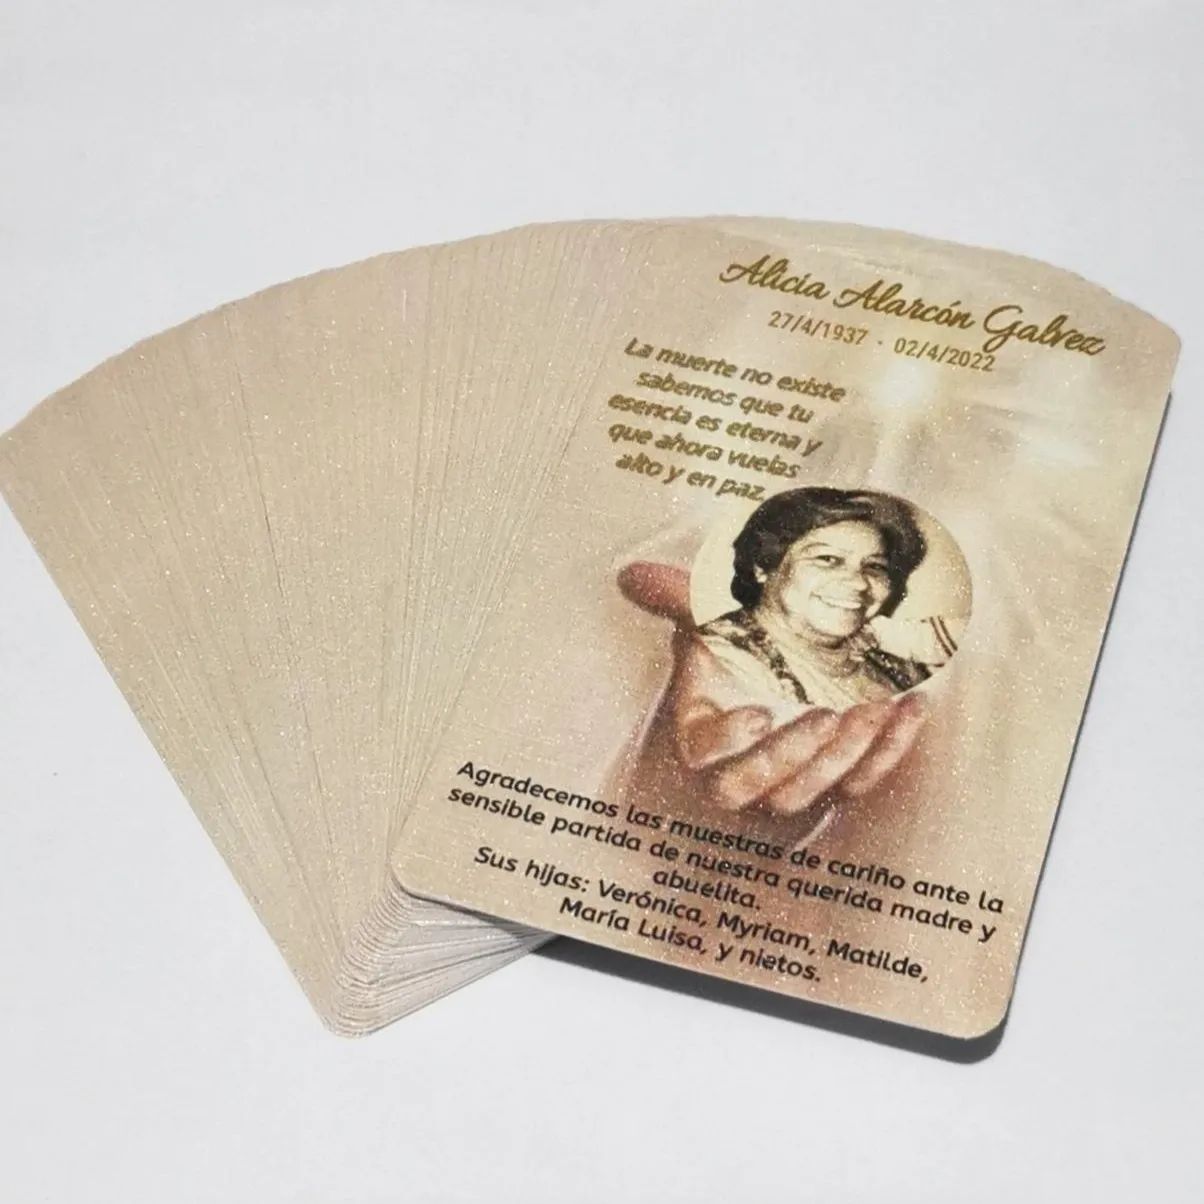 Alicia Alarcón Galvez
27/4/1937 · 02/4/2022
La muerte no existe
sabemos que tu
esencia es eterna y
que ahora vuelas
alto y en paz.
Agradecemos las muestras de cariño ante la
sensible partida de nuestra querida madre y
abuelita.
Sus hijas: Verónica, Myriam, Matilde,
María Luisa, y nietos.